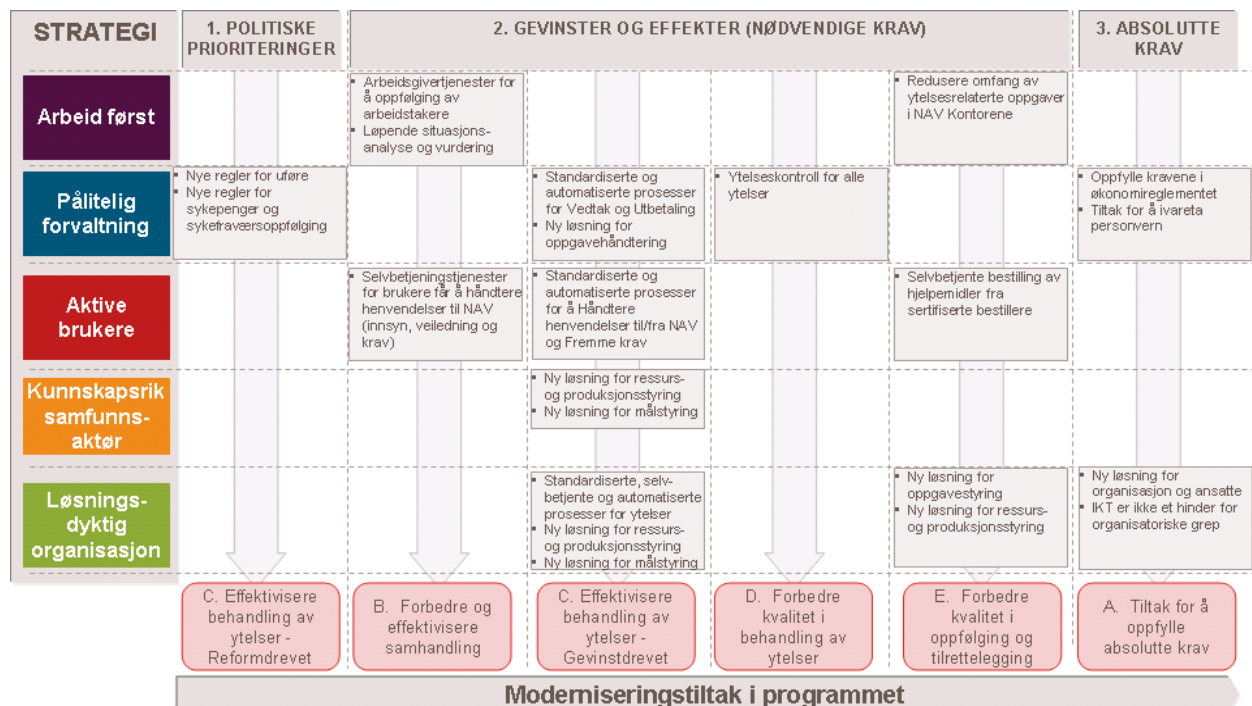 STRATEGI
1. POLITISKE
PRIORITERINGER
2. GEVINSTER OG EFFEKTER (NØDVENDIGE KRAV)
3. ABSOLUTTE
KRAV
Arbeid først
▪ Arbeidsgivertjenester for
å oppfølging av
arbeidstakere
▪ Løpende situasjons-
analyse og vurdering
▪ Redusere omfang av
ytelsesrelaterte oppgaver
i NAV Kontorene
Pålitelig
forvaltning
▪ Nye regler for uføre
▪ Nye regler for
sykepenger og
sykefraværsoppfølging
▪ Standardiserte og
automatiserte prosesser
for Vedtak og Utbetaling
▪ Ny løsning for
oppgavehåndtering
▪ Ytelseskontroll for alle
ytelser
▪ Oppfylle kravene i
økonomireglementet
▪ Tiltak for å ivareta
personvern
Aktive
brukere
▪ Selvbetjeningstjenester
for brukere får å håndtere
henvendelser til NAV
(innsyn, veiledning og
krav)
▪ Standardiserte og
automatiserte prosesser
for å Håndtere
henvendelser til/fra NAV
og Fremme krav
▪ Selvbetjente bestilling av
hjelpemidler fra
sertifiserte bestillere
Kunnskapsrik
samfunns-
aktør
▪ Ny løsning for ressurs-
og produksjonsstyring
▪ Ny løsning for målstyring
Løsnings-
dyktig
organisasjon
▪ Standardiserte, selv-
betjente og automatiserte
prosesser for ytelser
▪ Ny løsning for ressurs-
og produksjonsstyring
▪ Ny løsning for målstyring
▪ Ny løsning for
oppgavestyring
▪ Ny løsning for ressurs-
og produksjonsstyring
▪ Ny løsning for
organisasjon og ansatte
▪ IKT er ikke et hinder for
organisatoriske grep
C. Effektivisere
behandling av
ytelser -
Reformdrevet
B. Forbedre og
effektivisere
samhandling
C. Effektivisere
behandling av
ytelser -
Gevinstdrevet
D. Forbedre
kvalitet i
behandling av
ytelser
E. Forbedre
kvalitet i
oppfølging og
tilrettelegging
A. Tiltak for å
oppfylle
absolutte krav
Moderniseringstiltak i programmet